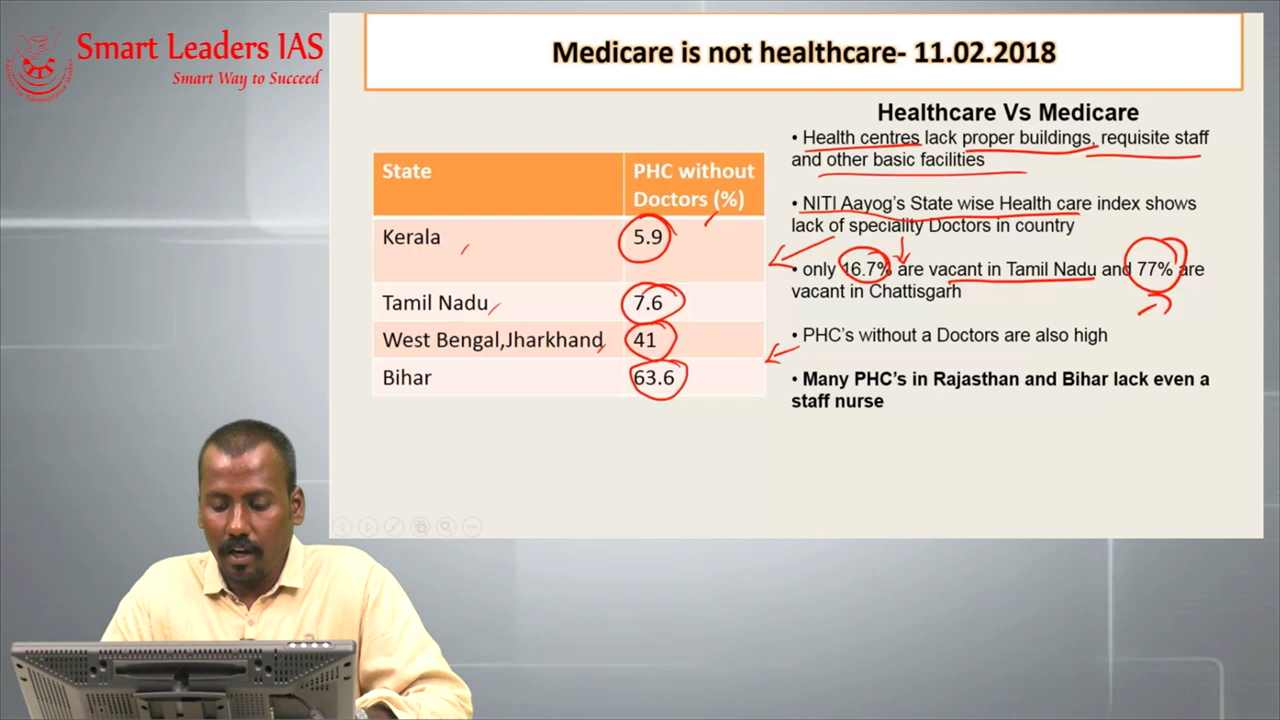 Smart Leaders IAS
Smart Way to Succeed
Medicare is not healthcare- 11.02.2018
State
PHC without
Doctors (%)
Kerala
5.9
Tamil Nadu
7.6
West Bengal,Jharkhand
41
Bihar
63.6
Healthcare Vs Medicare
• Health centres lack proper buildings, requisite staff
and other basic facilities
• NITI Aayog's State wise Health care index shows
lack of speciality Doctors in country
• only 16.7% are vacant in Tamil Nadu and 77% are
vacant in Chattisgarh
• PHC's without a Doctors are also high
• Many PHC's in Rajasthan and Bihar lack even a
staff nurse